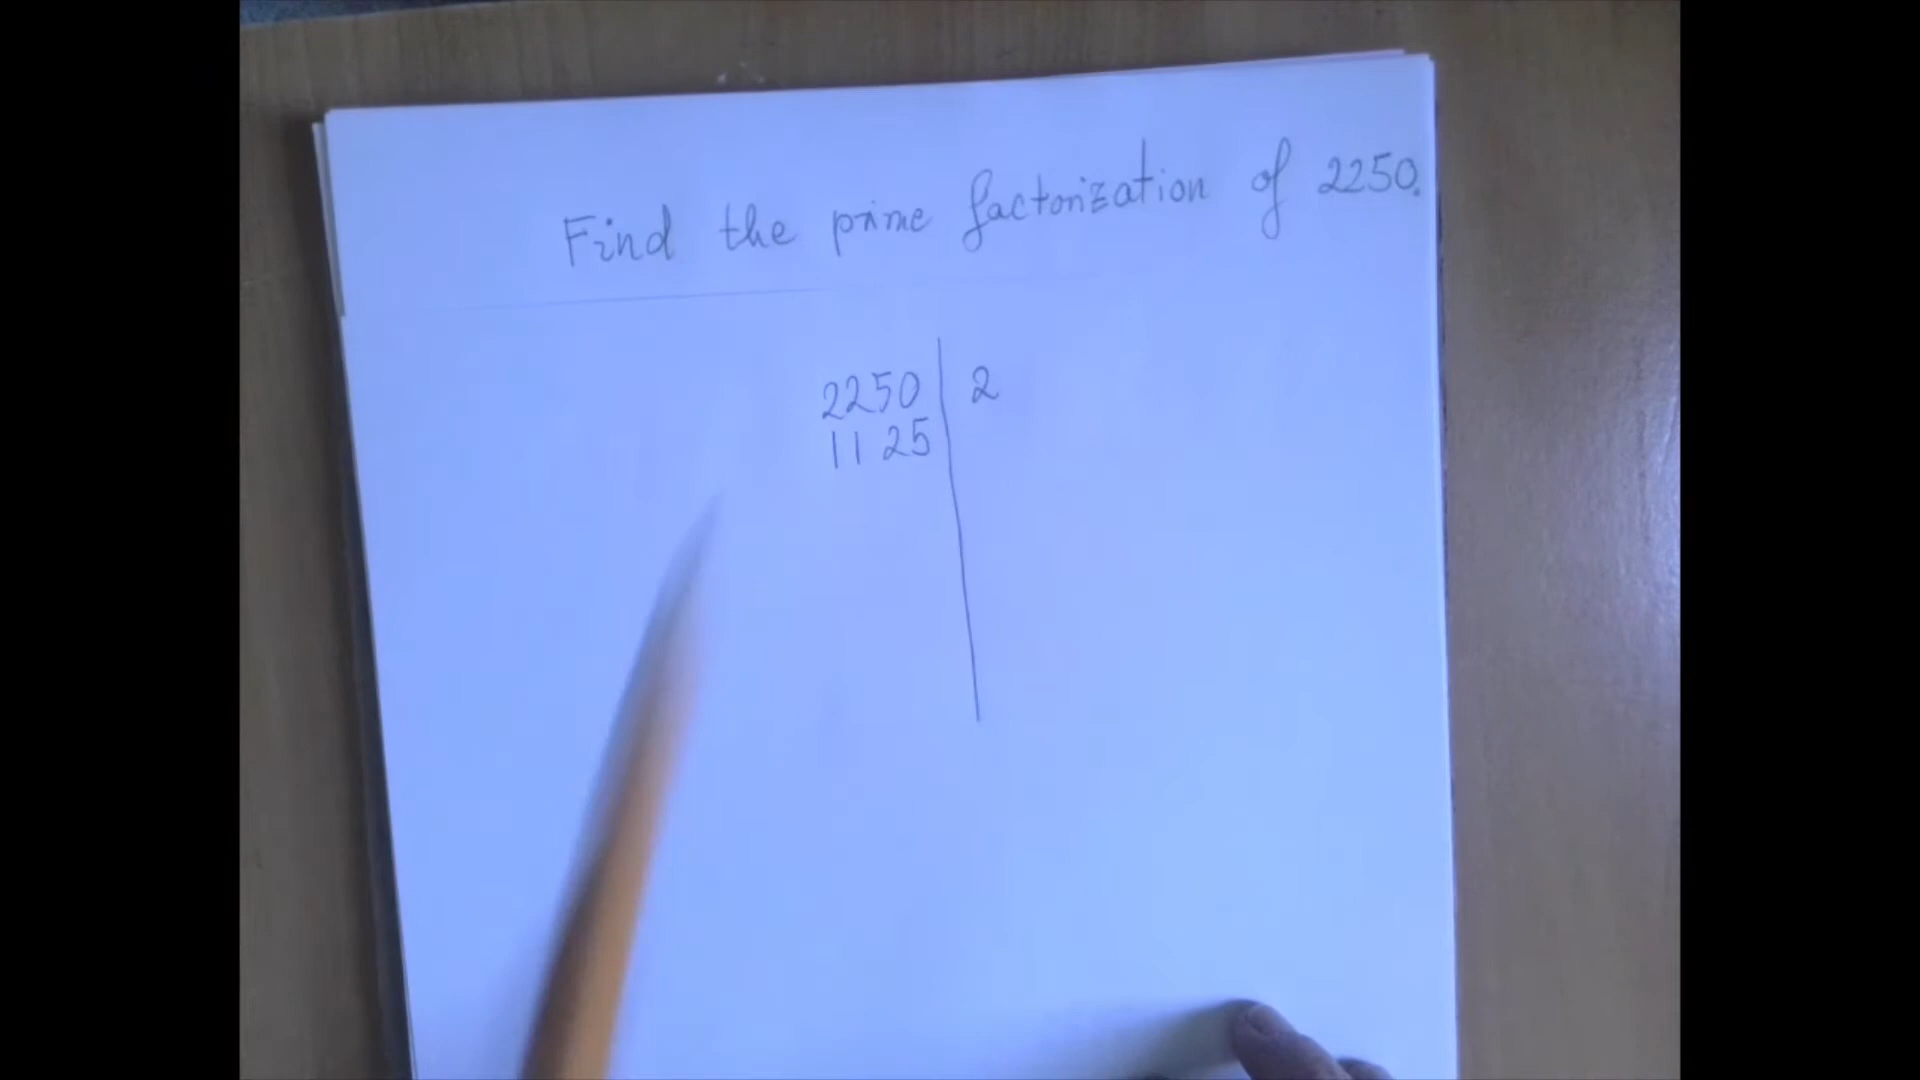 Find the prime factorization of 2250.
2250 | 2
1125 |